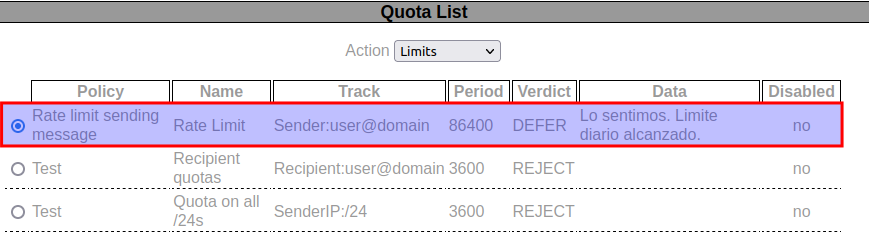 Quota List
Action Limits
Policy Name Track Period Verdict Data Disabled
Rate limit sending message Rate Limit Sender:user@domain 86400 DEFER Lo sentimos. Limite diario alcanzado. no
Test Recipient quotas Recipient:user@domain 3600 REJECT no
Test Quota on all /24s SenderIP:/24 3600 REJECT no